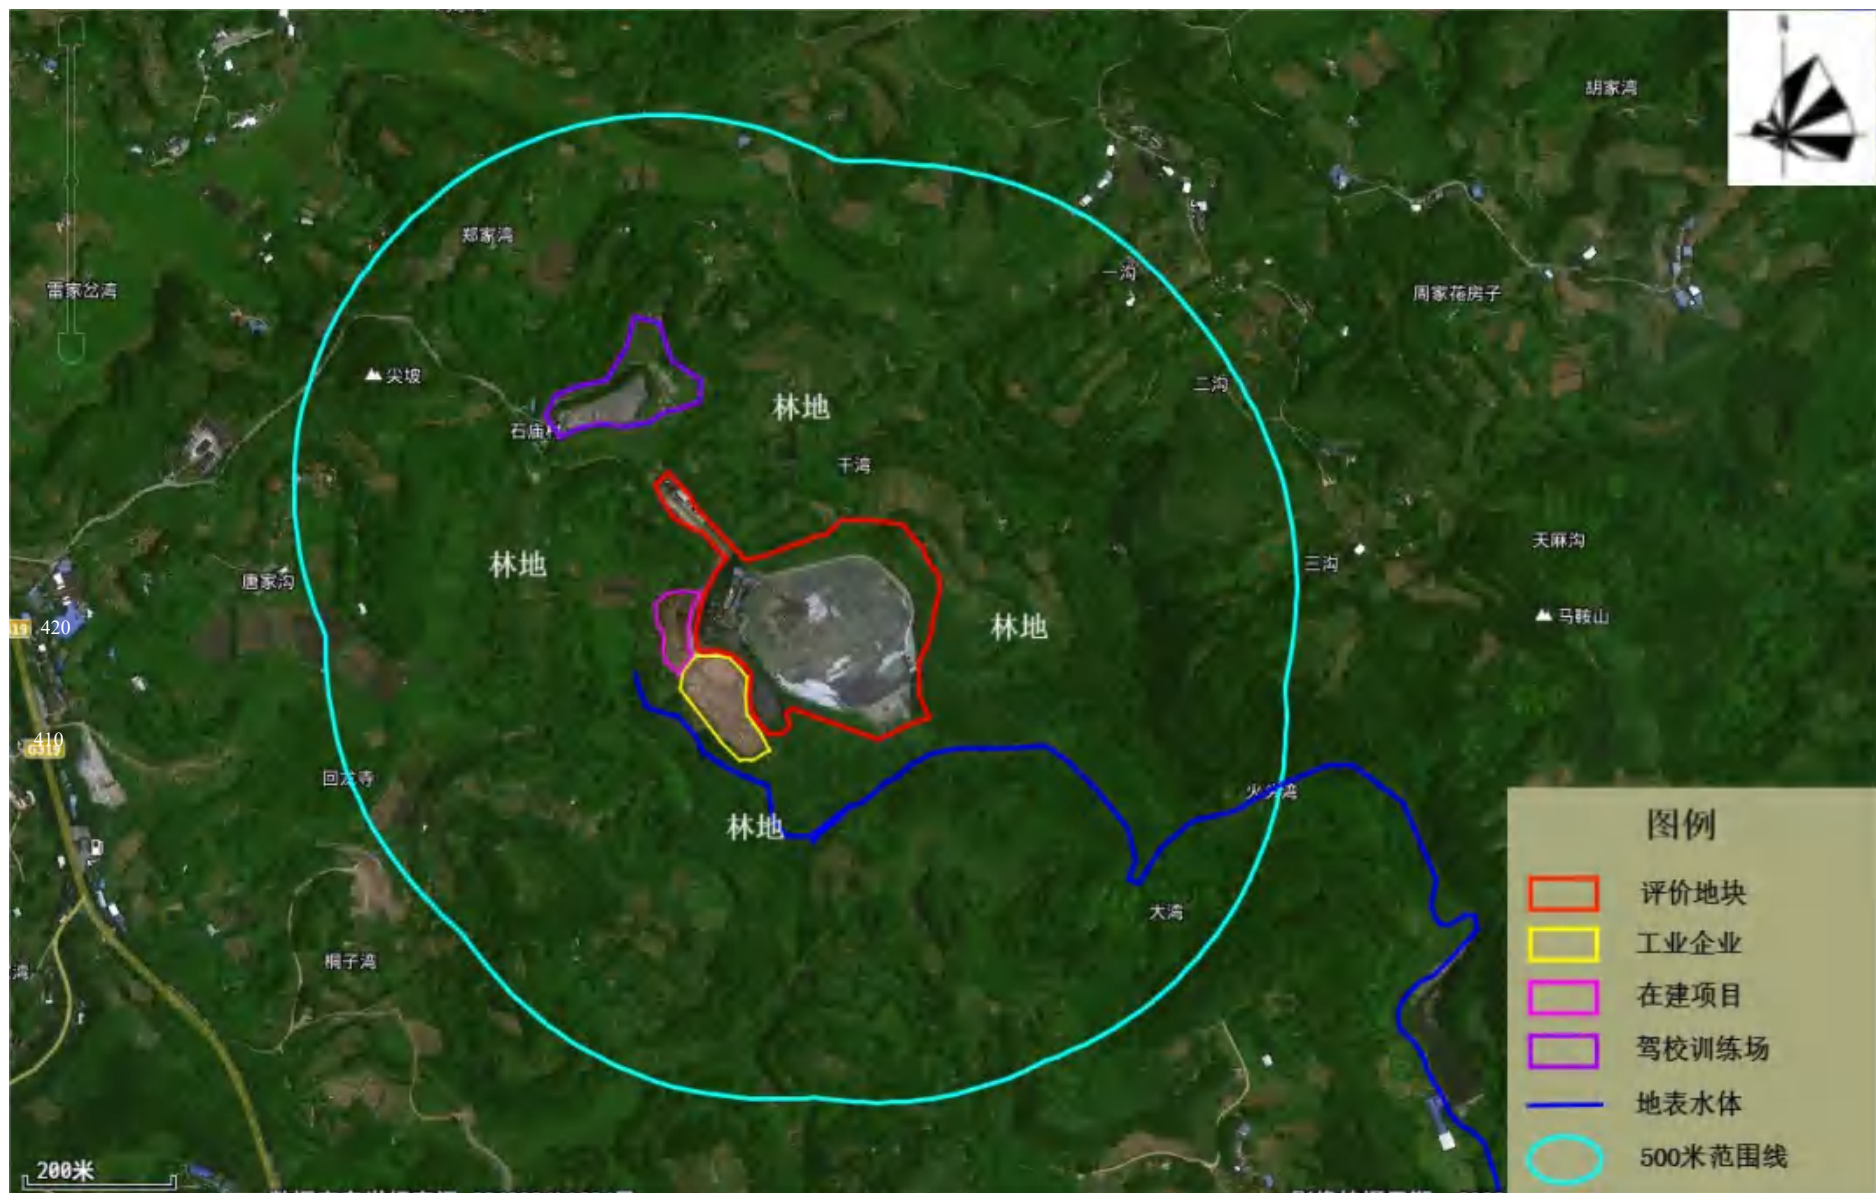 胡家湾
郑家湾
一沟
雷家岔湾
周家花房子
尖坡
二沟
林地
石庙村
干湾
天麻沟
林地
三沟
唐家沟
马鞍山
420
林地
410
G319
回龙寺
林地
大湾
桐子湾
图例
评价地块
工业企业
在建项目
驾校训练场
地表水体
500米范围线
200米